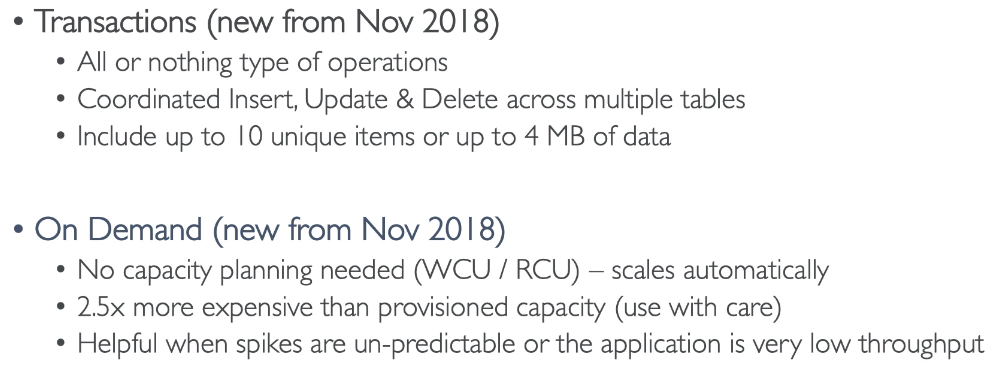 • Transactions (new from Nov 2018)
• All or nothing type of operations
• Coordinated Insert, Update & Delete across multiple tables
• Include up to 10 unique items or up to 4 MB of data
• On Demand (new from Nov 2018)
• No capacity planning needed (WCU / RCU) – scales automatically
• 2.5x more expensive than provisioned capacity (use with care)
• Helpful when spikes are un-predictable or the application is very low throughput